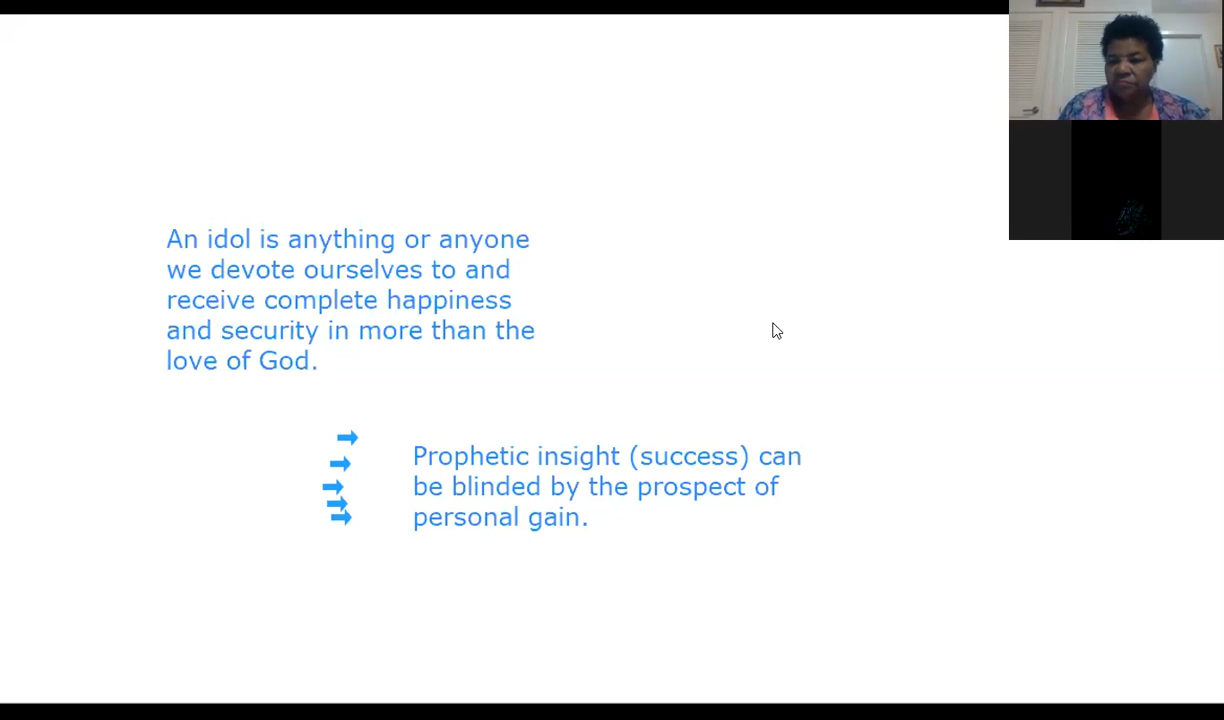 An idol is anything or anyone
we devote ourselves to and
receive complete happiness
and security in more than the
love of God.
Prophetic insight (success) can
be blinded by the prospect of
personal gain.